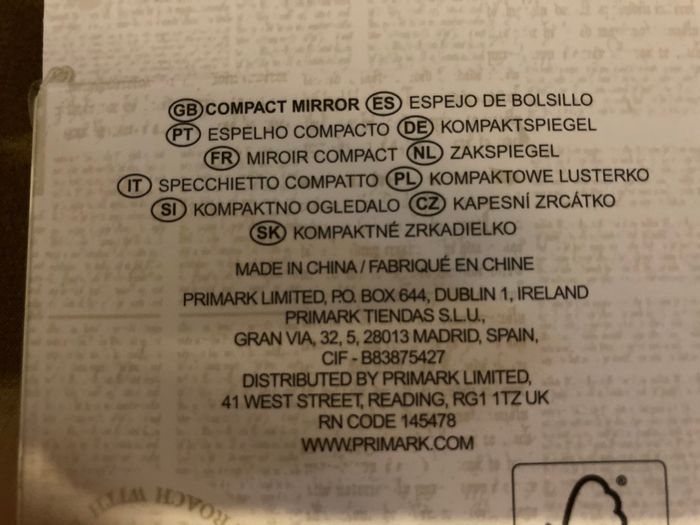 GB COMPACT MIRROR ES ESPEJO DE BOLSILLO
PT ESPELHO COMPACTO DE KOMPAKTSPIEGEL
FR MIROIR COMPACT NL ZAKSPIEGEL
IT SPECCHIETTO COMPATTO PL KOMPAKTOWE LUSTERKO
SI KOMPAKTNO OGLEDALO CZ KAPESNÍ ZRCÁTKO
SK KOMPAKTNÉ ZRKADIELKO
MADE IN CHINA / FABRIQUÉ EN CHINE
PRIMARK LIMITED, P.O. BOX 644, DUBLIN 1, IRELAND
PRIMARK TIENDAS S.L.U.,
GRAN VIA, 32, 5, 28013 MADRID, SPAIN,
CIF - B83875427
DISTRIBUTED BY PRIMARK LIMITED,
41 WEST STREET, READING, RG1 1TZ UK
RN CODE 145478
WWW.PRIMARK.COM
®
ROACH WITH